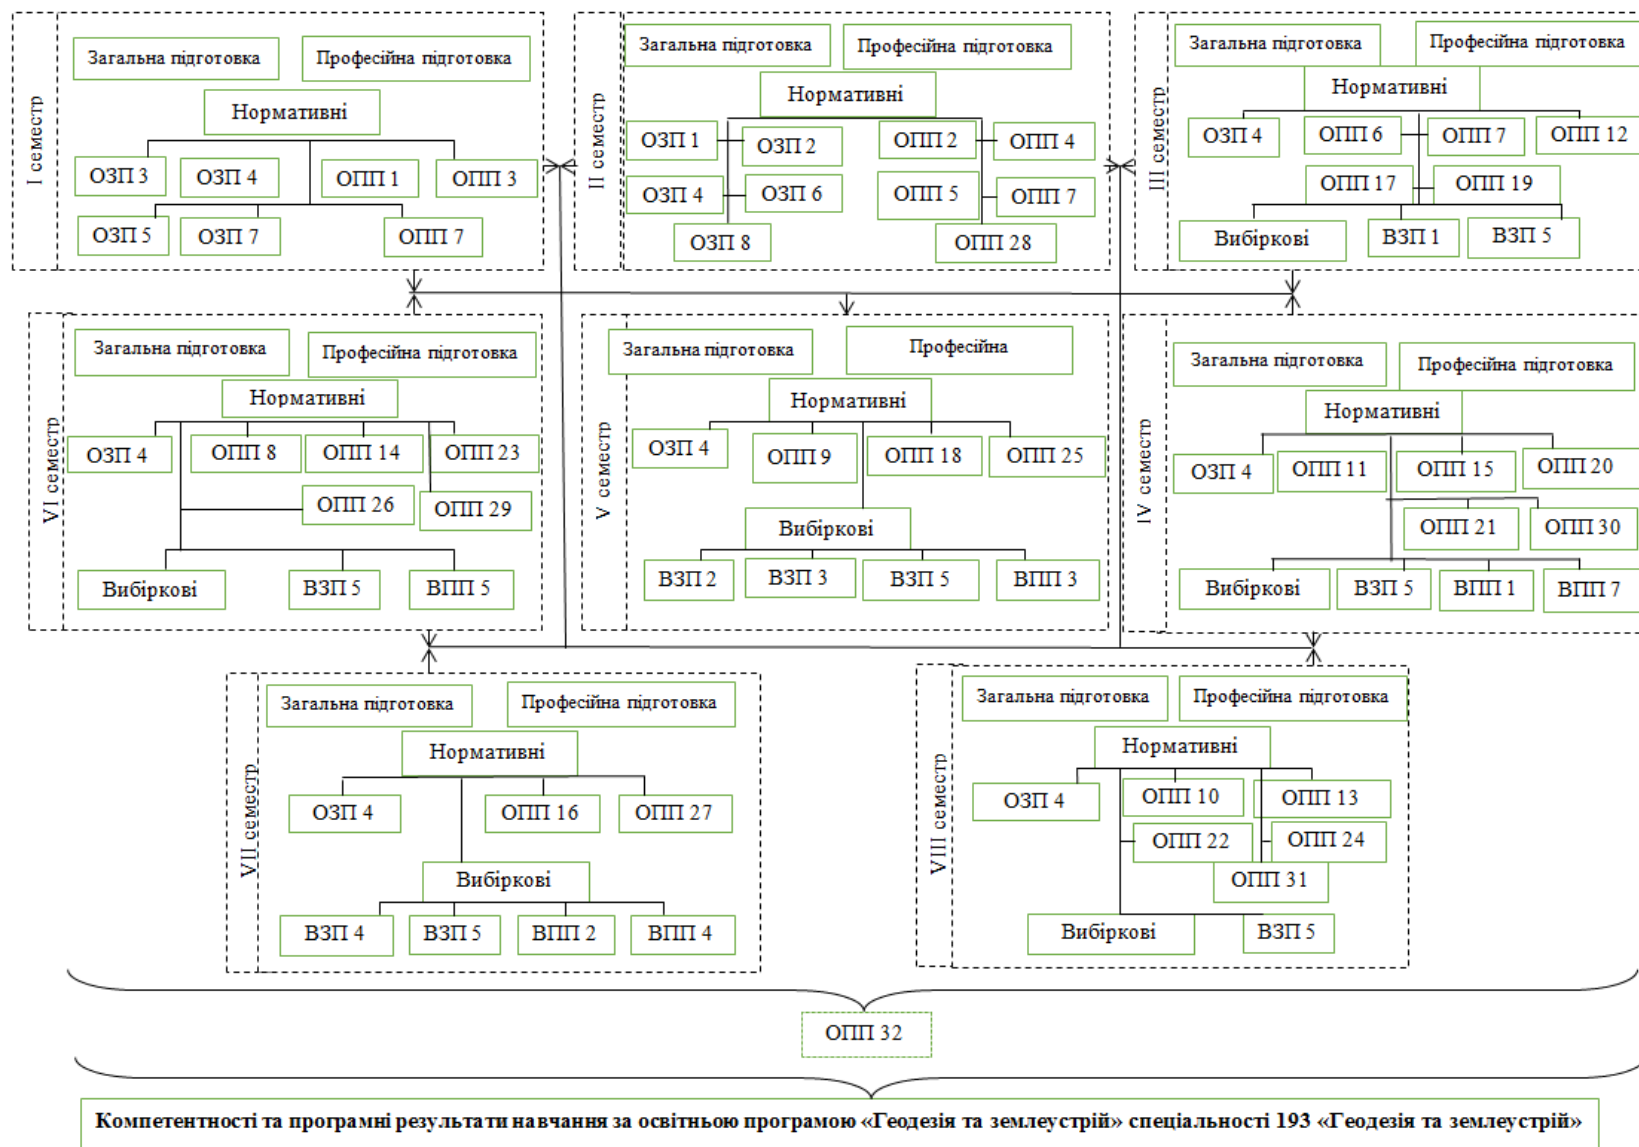 I семестр
Загальна підготовка
Професійна підготовка
Нормативні
ОЗП 3
ОЗП 4
ОПП 1
ОПП 3
ОЗП 5
ОЗП 7
ОПП 7
II семестр
Загальна підготовка
Професійна підготовка
Нормативні
ОЗП 1
ОЗП 2
ОПП 2
ОПП 4
ОЗП 4
ОЗП 6
ОПП 5
ОПП 7
ОЗП 8
ОПП 28
III семестр
Загальна підготовка
Професійна підготовка
Нормативні
ОЗП 4
ОПП 6
ОПП 7
ОПП 12
ОПП 17
ОПП 19
Вибіркові
ВЗП 1
ВЗП 5
VI семестр
Загальна підготовка
Професійна підготовка
Нормативні
ОЗП 4
ОПП 8
ОПП 14
ОПП 23
ОПП 26
ОПП 29
Вибіркові
ВЗП 5
ВПП 5
V семестр
Загальна підготовка
Професійна
Нормативні
ОЗП 4
ОПП 9
ОПП 18
ОПП 25
Вибіркові
ВЗП 2
ВЗП 3
ВЗП 5
ВПП 3
IV семестр
Загальна підготовка
Професійна підготовка
Нормативні
ОЗП 4
ОПП 11
ОПП 15
ОПП 20
ОПП 21
ОПП 30
Вибіркові
ВЗП 5
ВПП 1
ВПП 7
VII семестр
Загальна підготовка
Професійна підготовка
Нормативні
ОЗП 4
ОПП 16
ОПП 27
Вибіркові
ВЗП 4
ВЗП 5
ВПП 2
ВПП 4
VIII семестр
Загальна підготовка
Професійна підготовка
Нормативні
ОЗП 4
ОПП 10
ОПП 13
ОПП 22
ОПП 24
ОПП 31
Вибіркові
ВЗП 5
ОПП 32
Компетентності та програмні результати навчання за освітньою програмою «Геодезія та землеустрій» спеціальності 193 «Геодезія та землеустрій»